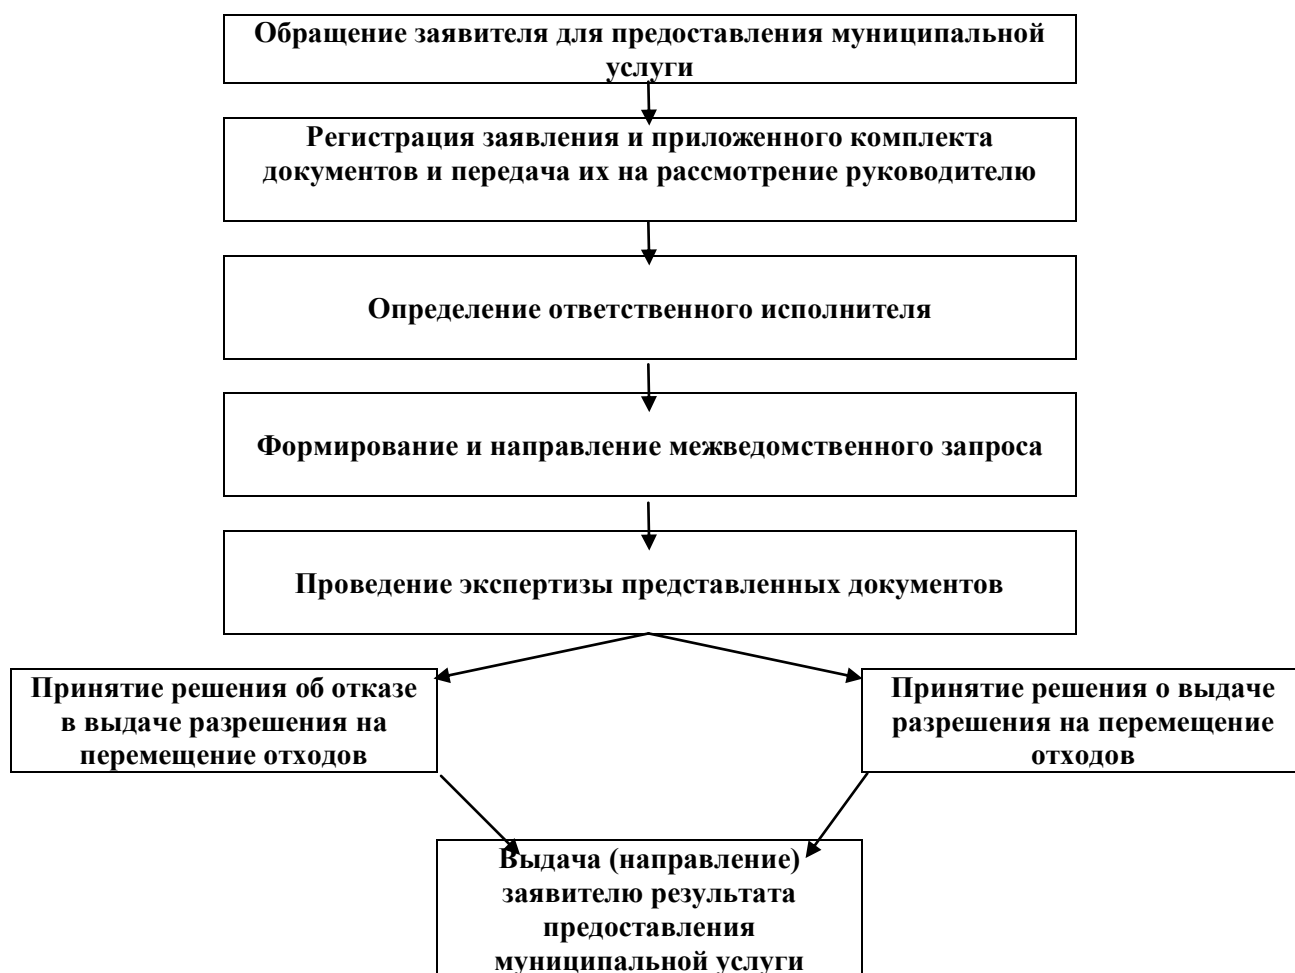 Обращение заявителя для предоставления муниципальной
услуги
Регистрация заявления и приложенного комплекта
документов и передача их на рассмотрение руководителю
Определение ответственного исполнителя
Формирование и направление межведомственного запроса
Проведение экспертизы представленных документов
Принятие решения об отказе
в выдаче разрешения на
перемещение отходов
Принятие решения о выдаче
разрешения на перемещение
отходов
Выдача (направление)
заявителю результата
предоставления
муниципальной услуги